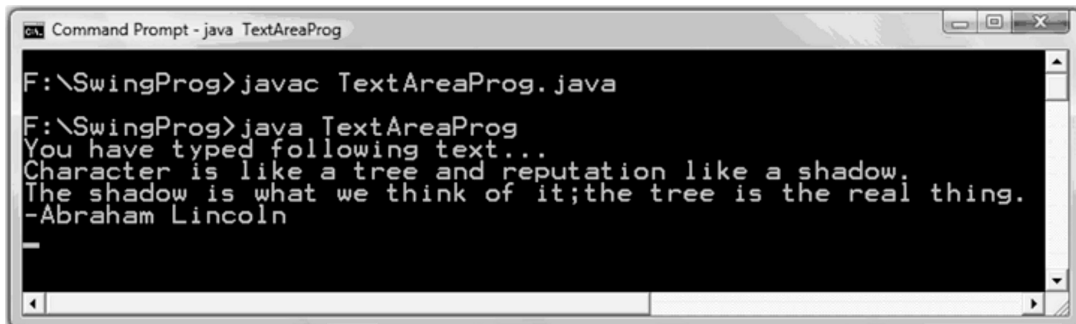 Command Prompt - java TextAreaProg
F:\SwingProg>javac TextAreaProg.java
F:\SwingProg>java TextAreaProg
You have typed following text...
Character is like a tree and reputation like a shadow.
The shadow is what we think of it;the tree is the real thing.
-Abraham Lincoln